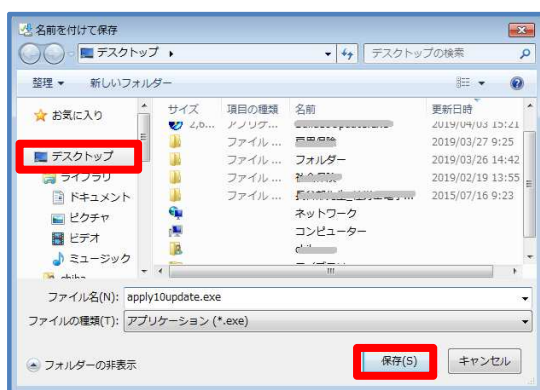 名前を付けて保存
デスクトップ
デスクトップの検索
整理 ▼ 新しいフォルダー
お気に入り
デスクトップ
ライブラリ
ドキュメント
ピクチャ
ビデオ
ミュージック
サイズ 項目の種類 名前 更新日時
2,6... アプリケ... 2019/04/03 15:21
ファイル ... 2019/03/27 9:25
ファイル ... フォルダー 2019/03/26 14:42
ファイル ... 2019/02/19 13:55
ファイル ... 2015/07/16 9:23
ネットワーク
コンピューター
ファイル名(N): apply10update.exe
ファイルの種類(T): アプリケーション (*.exe)
フォルダーの非表示
保存(S)
キャンセル